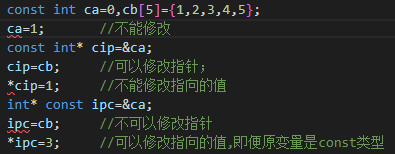 const int ca=0,cb[5]={1,2,3,4,5};
ca=1;      //不能修改
const int* cip=&ca;
cip=cb;    //可以修改指针；
*cip=1;    //不能修改指向的值
int* const ipc=&ca;
ipc=cb;    //不可以修改指针
*ipc=3;    //可以修改指向的值,即便原变量是const类型